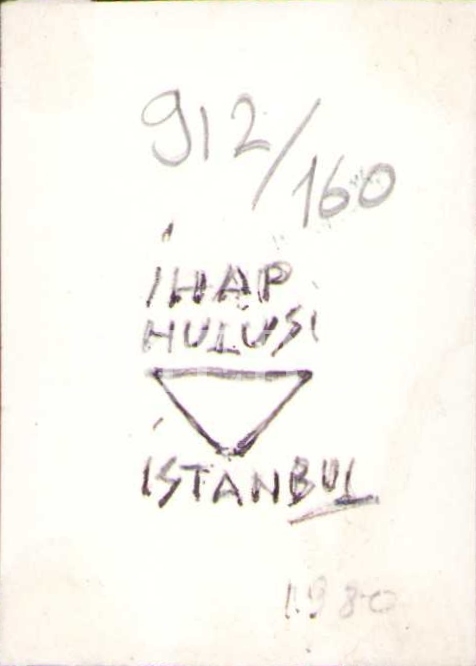 912/160
İHAP
HULUSİ
İSTANBUL
1980